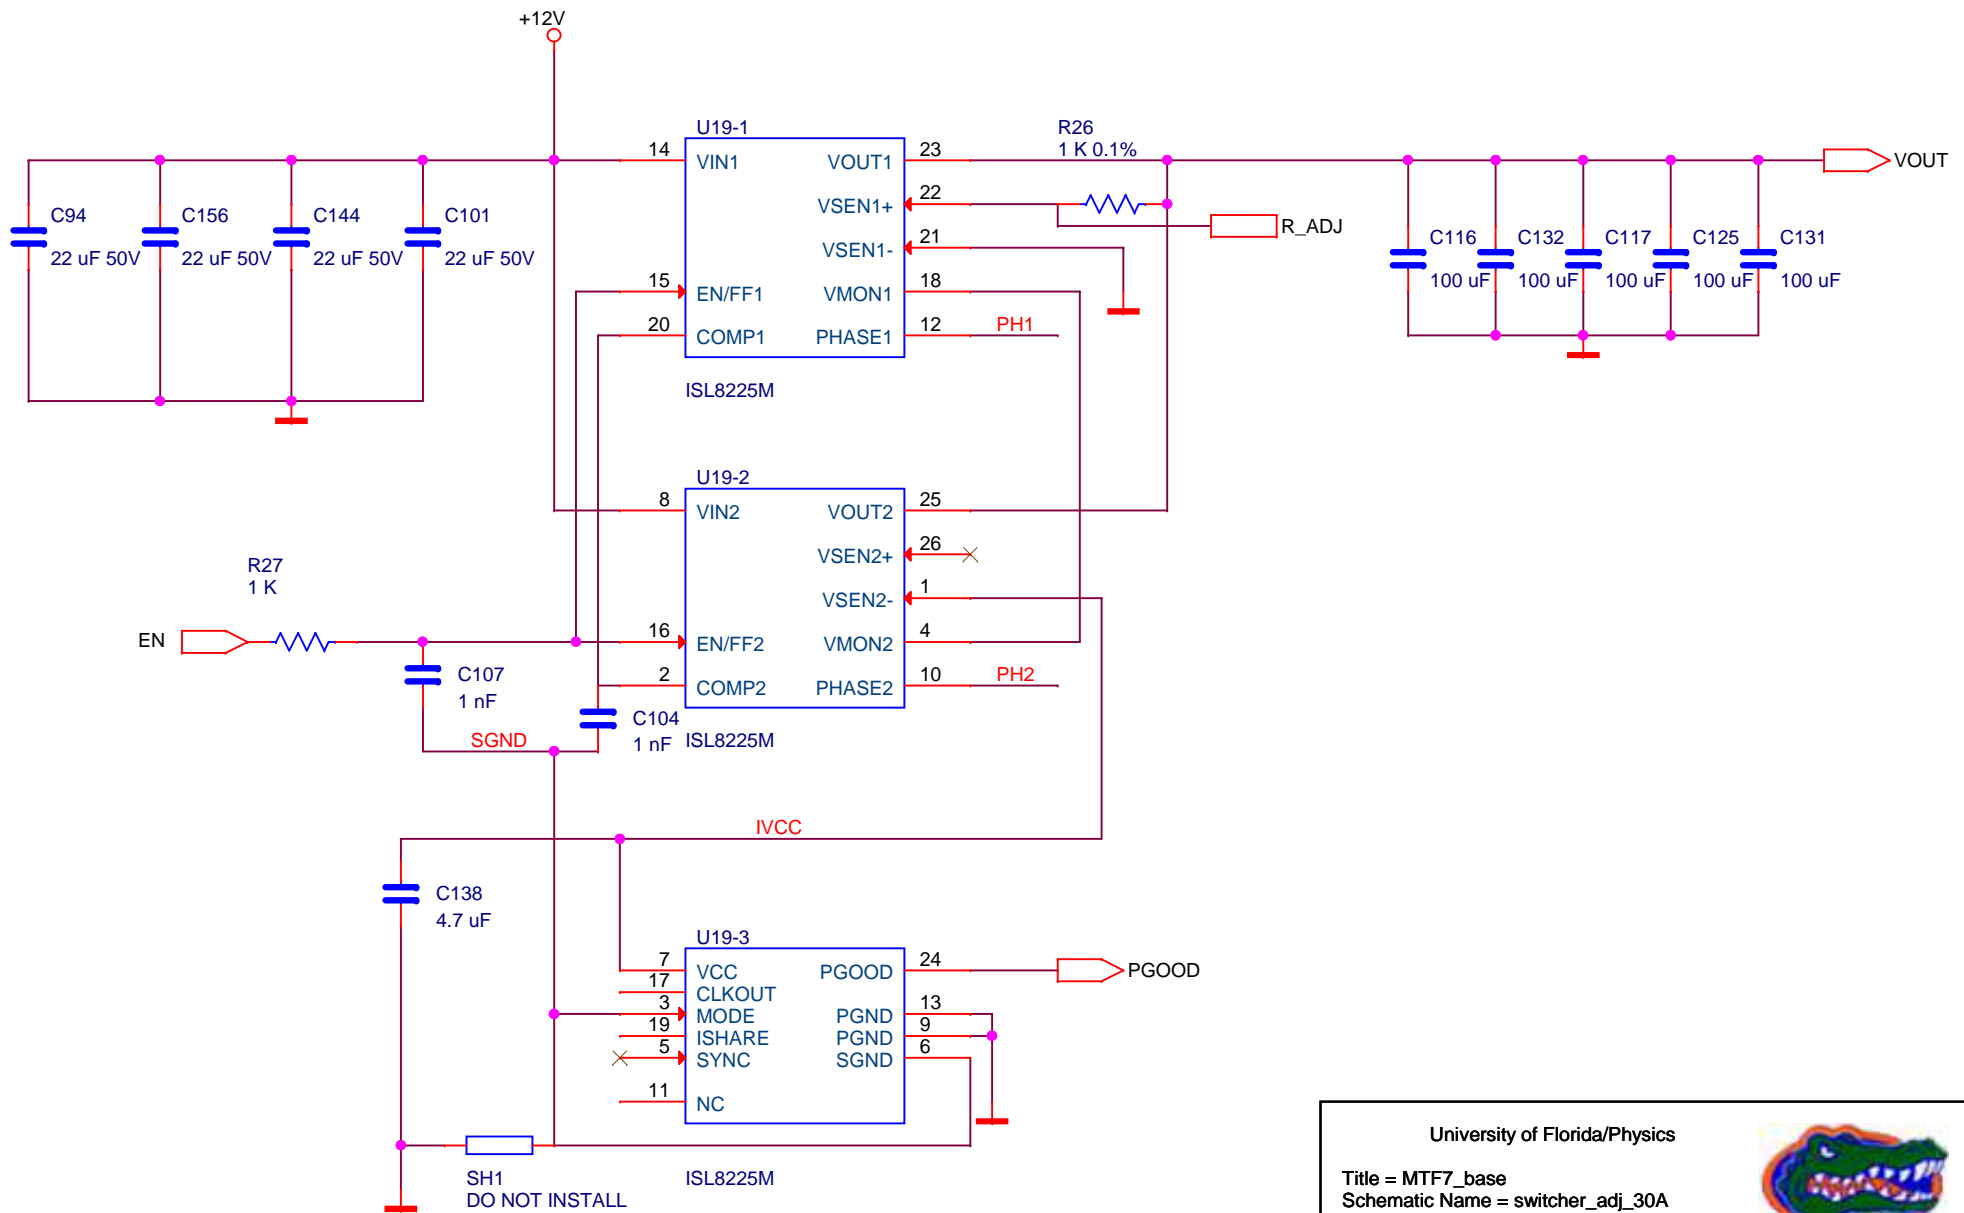 +12V
C94
22 uF 50V
C156
22 uF 50V
C144
22 uF 50V
C101
22 uF 50V
U19-1
14 VIN1
15 EN/FF1
20 COMP1
VOUT1 23
VSEN1+ 22
VSEN1- 21
VMON1 18
PHASE1 12
PH1
ISL8225M
R26
1 K 0.1%
R_ADJ
VOUT
C116
100 uF
C132
100 uF
C117
100 uF
C125
100 uF
C131
100 uF
U19-2
8 VIN2
16 EN/FF2
2 COMP2
VOUT2 25
VSEN2+ 26
VSEN2- 1
VMON2 4
PHASE2 10
PH2
ISL8225M
R27
1 K
EN
C107
1 nF
SGND
C104
1 nF
IVCC
C138
4.7 uF
U19-3
7 VCC
17 CLKOUT
3 MODE
19 ISHARE
5 SYNC
11 NC
PGOOD 24
PGND 13
PGND 9
SGND 6
PGOOD
ISL8225M
SH1
DO NOT INSTALL
University of Florida/Physics
Title = MTF7_base
Schematic Name = switcher_adj_30A